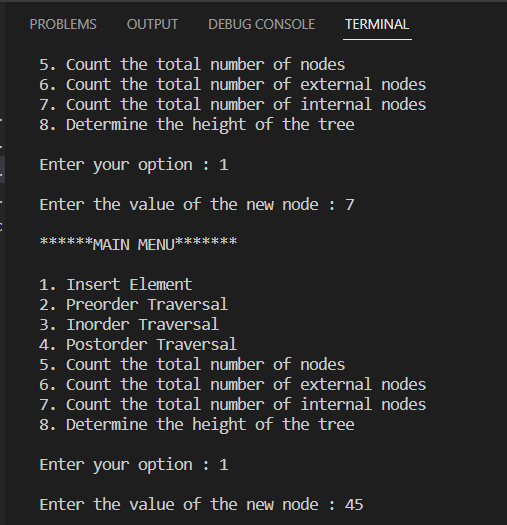 PROBLEMS OUTPUT DEBUG CONSOLE TERMINAL
5. Count the total number of nodes
6. Count the total number of external nodes
7. Count the total number of internal nodes
8. Determine the height of the tree
Enter your option : 1
Enter the value of the new node : 7
******MAIN MENU*******
1. Insert Element
2. Preorder Traversal
3. Inorder Traversal
4. Postorder Traversal
5. Count the total number of nodes
6. Count the total number of external nodes
7. Count the total number of internal nodes
8. Determine the height of the tree
Enter your option : 1
Enter the value of the new node : 45